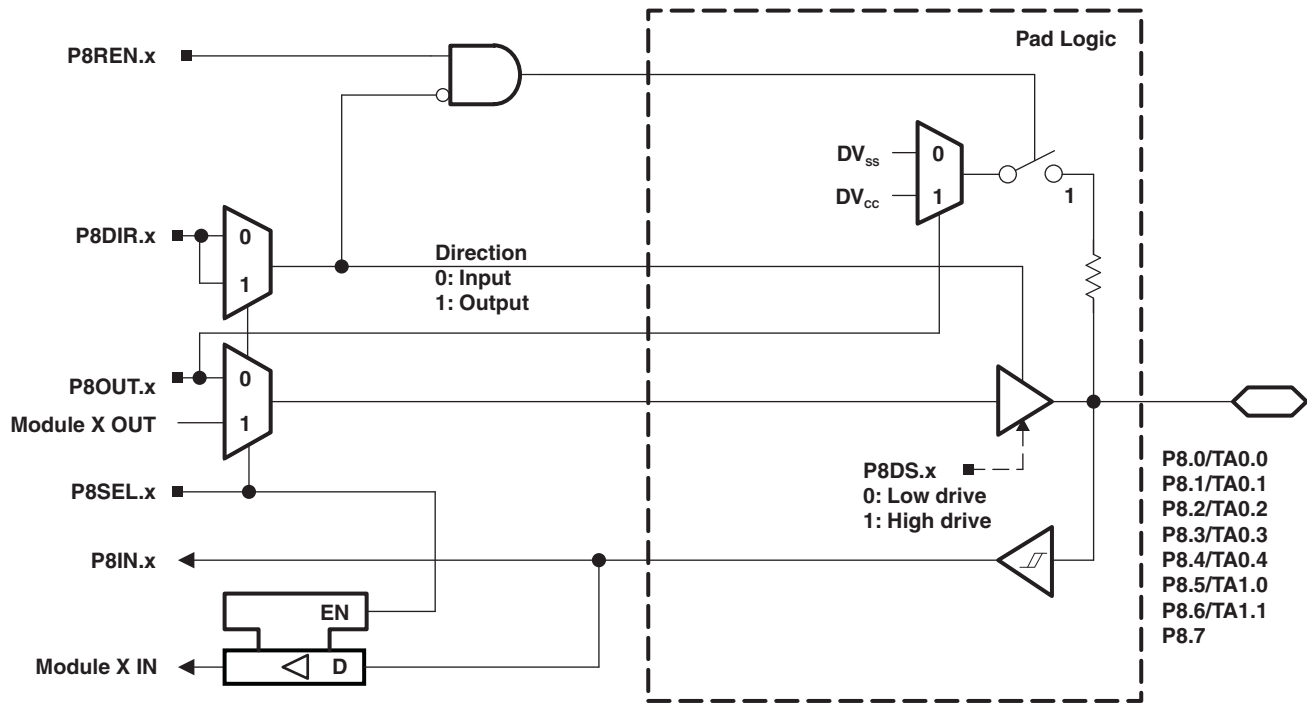 Pad Logic
P8REN.x
DVSS
0
DVCC
1
1
P8DIR.x
0
1
Direction
0: Input
1: Output
P8OUT.x
0
Module X OUT
1
P8SEL.x
P8DS.x
0: Low drive
1: High drive
P8.0/TA0.0
P8.1/TA0.1
P8.2/TA0.2
P8.3/TA0.3
P8.4/TA0.4
P8.5/TA1.0
P8.6/TA1.1
P8.7
P8IN.x
EN
Module X IN
D